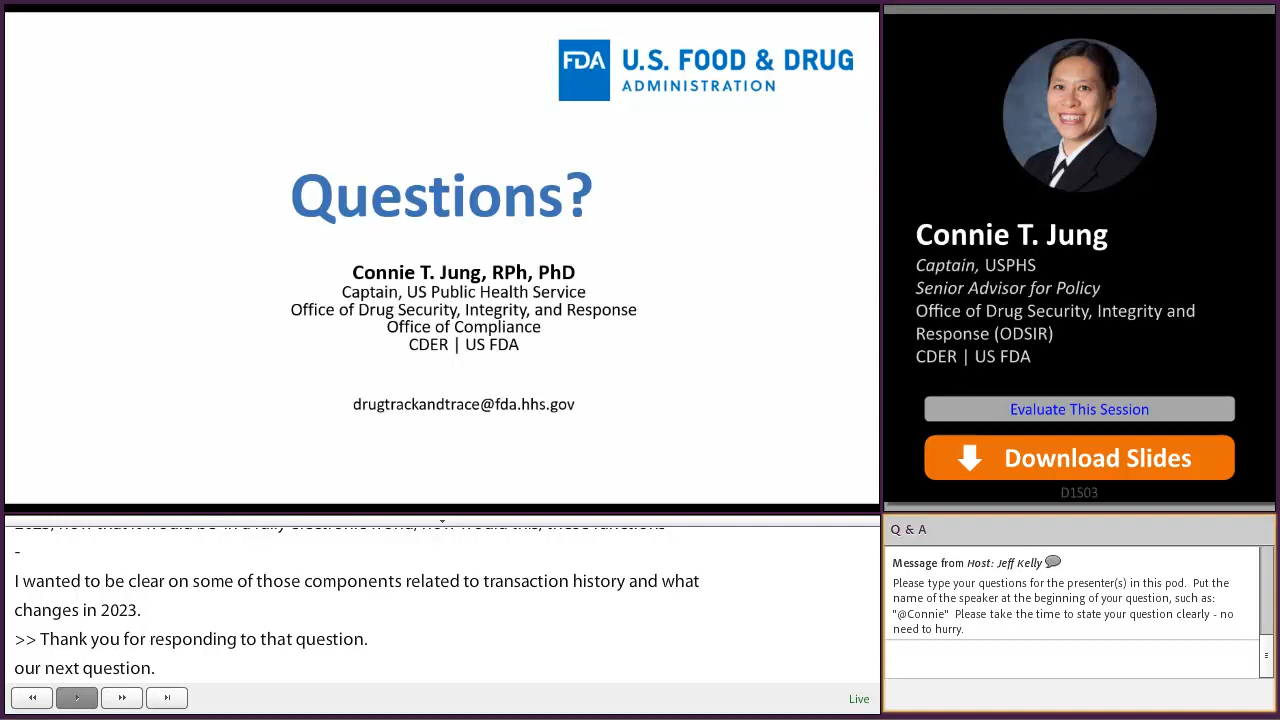 FDA U.S. FOOD & DRUG
ADMINISTRATION
Questions?
Connie T. Jung, RPh, PhD
Captain, US Public Health Service
Office of Drug Security, Integrity, and Response
Office of Compliance
CDER | US FDA
drugtrackandtrace@fda.hhs.gov
Connie T. Jung
Captain, USPHS
Senior Advisor for Policy
Office of Drug Security, Integrity and
Response (ODSIR)
CDER | US FDA
Evaluate This Session
Download Slides
D1S03
-
I wanted to be clear on some of those components related to transaction history and what
changes in 2023.
>> Thank you for responding to that question.
our next question.
Live
Q & A
Message from Host: Jeff Kelly
Please type your questions for the presenter(s) in this pod. Put the
name of the speaker at the beginning of your question, such as:
"@Connie" Please take the time to state your question clearly - no
need to hurry.